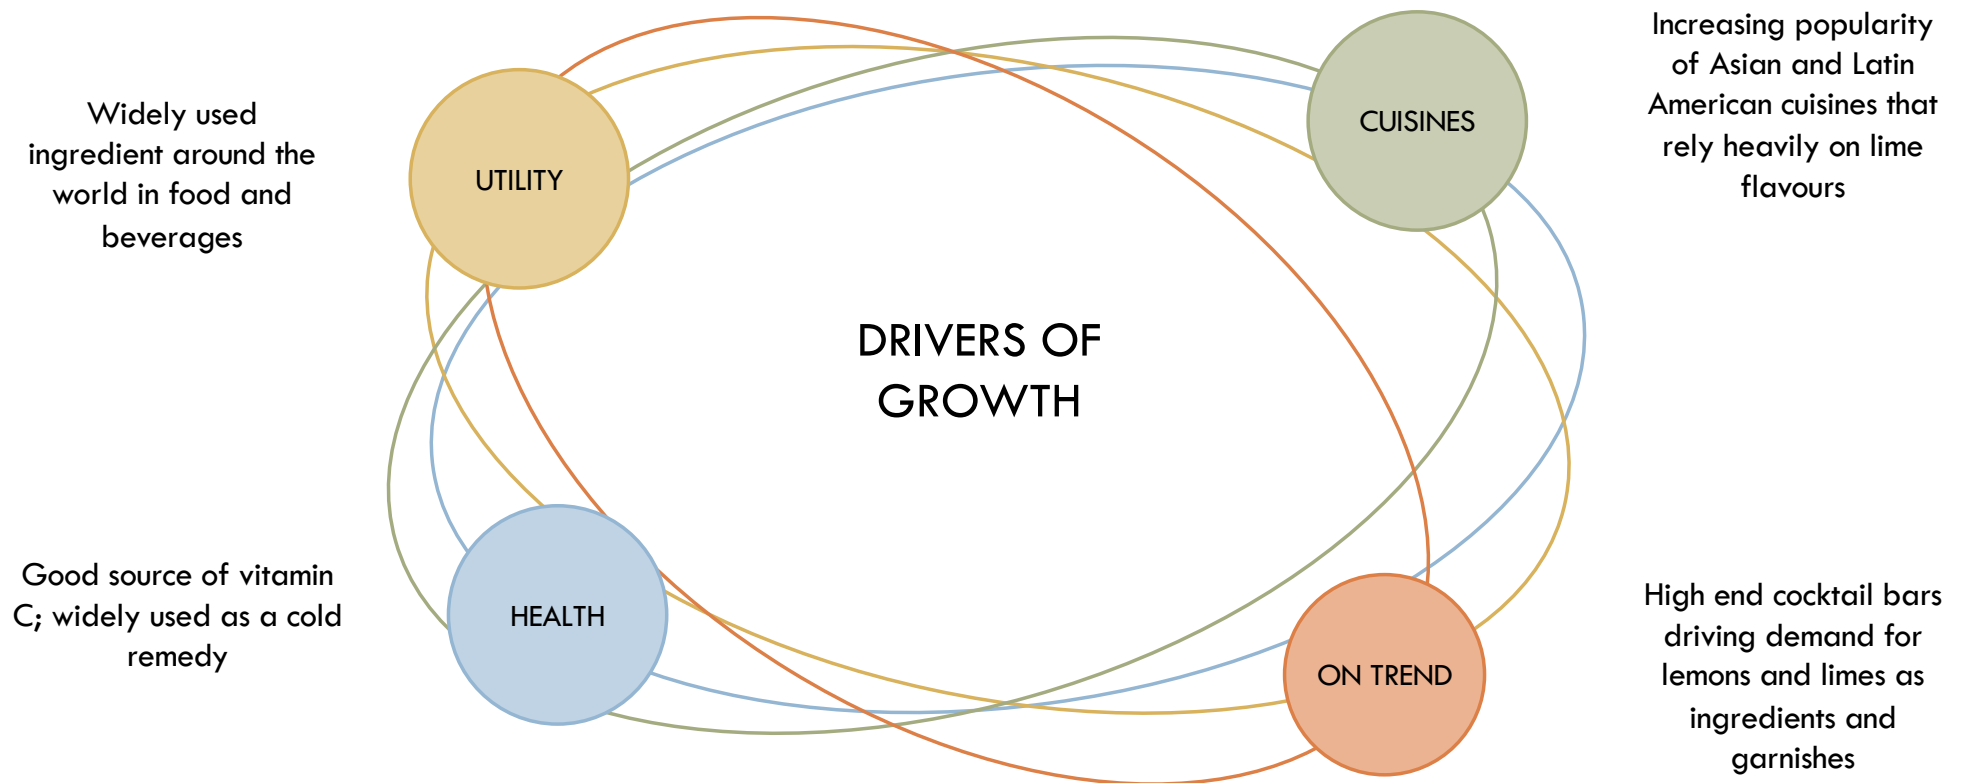 Widely used
ingredient around the
world in food and
beverages
UTILITY
CUISINES
Increasing popularity
of Asian and Latin
American cuisines that
rely heavily on lime
flavours
DRIVERS OF
GROWTH
Good source of vitamin
C; widely used as a cold
remedy
HEALTH
ON TREND
High end cocktail bars
driving demand for
lemons and limes as
ingredients and
garnishes